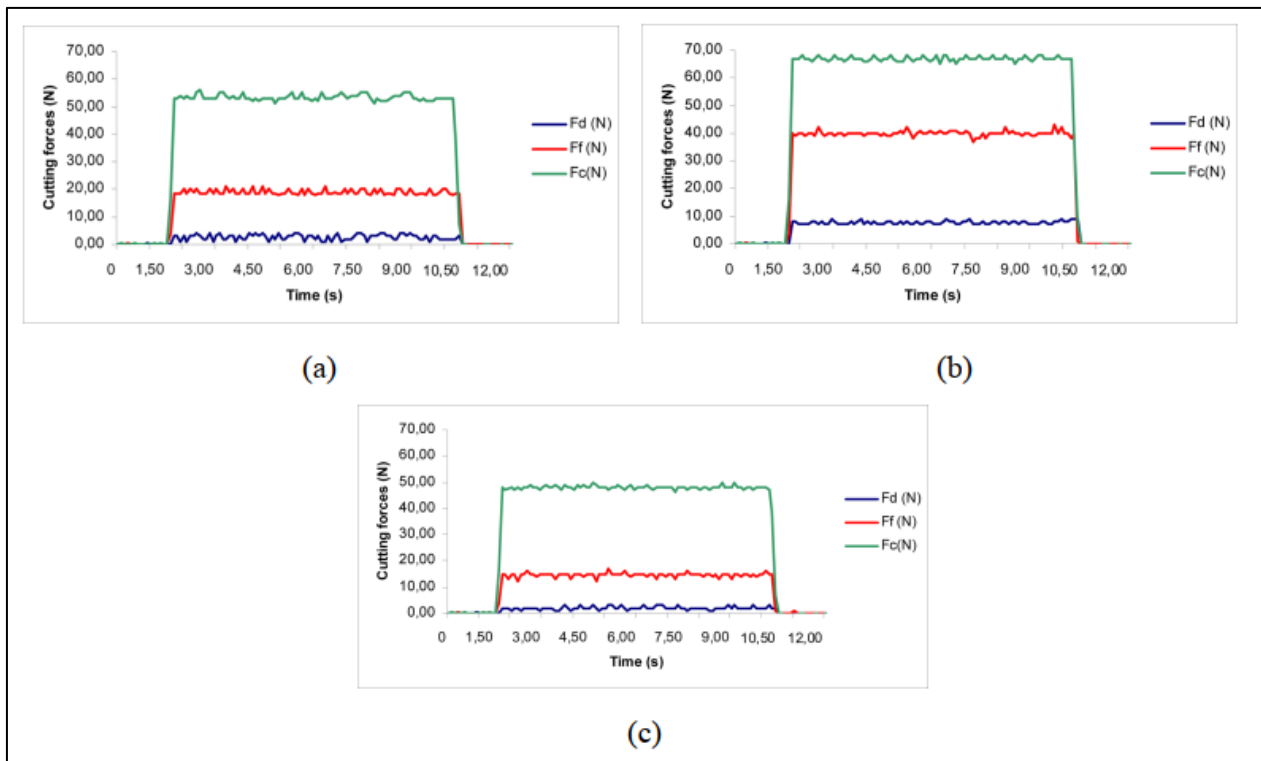 Cutting forces (N)
70,00
60,00
50,00
40,00
30,00
20,00
10,00
0,00
0 1,50 3,00 4,50 6,00 7,50 9,00 10,50 12,00
Time (s)
Fd (N)
Ff (N)
Fc(N)
(a)
Cutting forces (N)
70,00
60,00
50,00
40,00
30,00
20,00
10,00
0,00
0 1,50 3,00 4,50 6,00 7,50 9,00 10,50 12,00
Time (s)
Fd (N)
Ff (N)
Fc(N)
(b)
Cutting forces (N)
70,00
60,00
50,00
40,00
30,00
20,00
10,00
0,00
0 1,50 3,00 4,50 6,00 7,50 9,00 10,50 12,00
Time (s)
Fd (N)
Ff (N)
Fc(N)
(c)